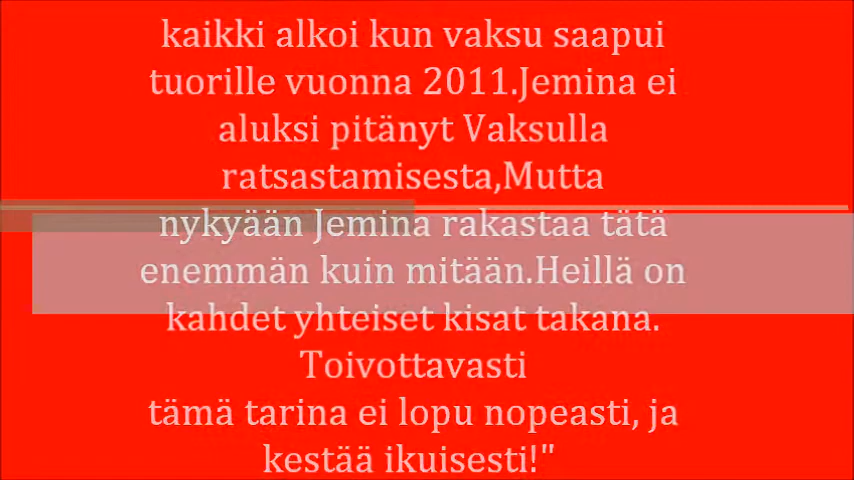 kaikki alkoi kun vaksu saapui
tuorille vuonna 2011.Jemina ei
aluksi pitänyt Vaksulla
ratsastamisesta,Mutta
nykyään Jemina rakastaa tätä
enemmän kuin mitään.Heillä on
kahdet yhteiset kisat takana.
Toivottavasti
tämä tarina ei lopu nopeasti, ja
kestää ikuisesti!"